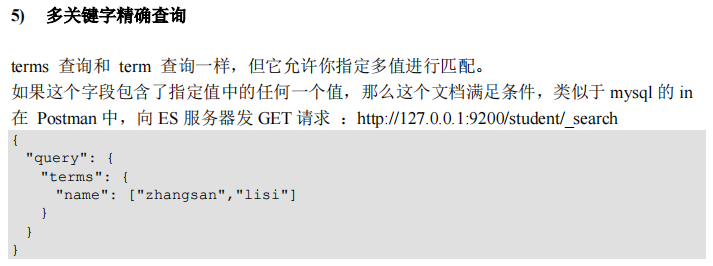 5) 多关键字精确查询
terms 查询和 term 查询一样，但它允许你指定多值进行匹配。
如果这个字段包含了指定值中的任何一个值，那么这个文档满足条件，类似于 mysql 的 in
在 Postman 中，向 ES 服务器发 GET 请求 ：http://127.0.0.1:9200/student/_search
{
  "query": {
    "terms": {
      "name": ["zhangsan","lisi"]
    }
  }
}